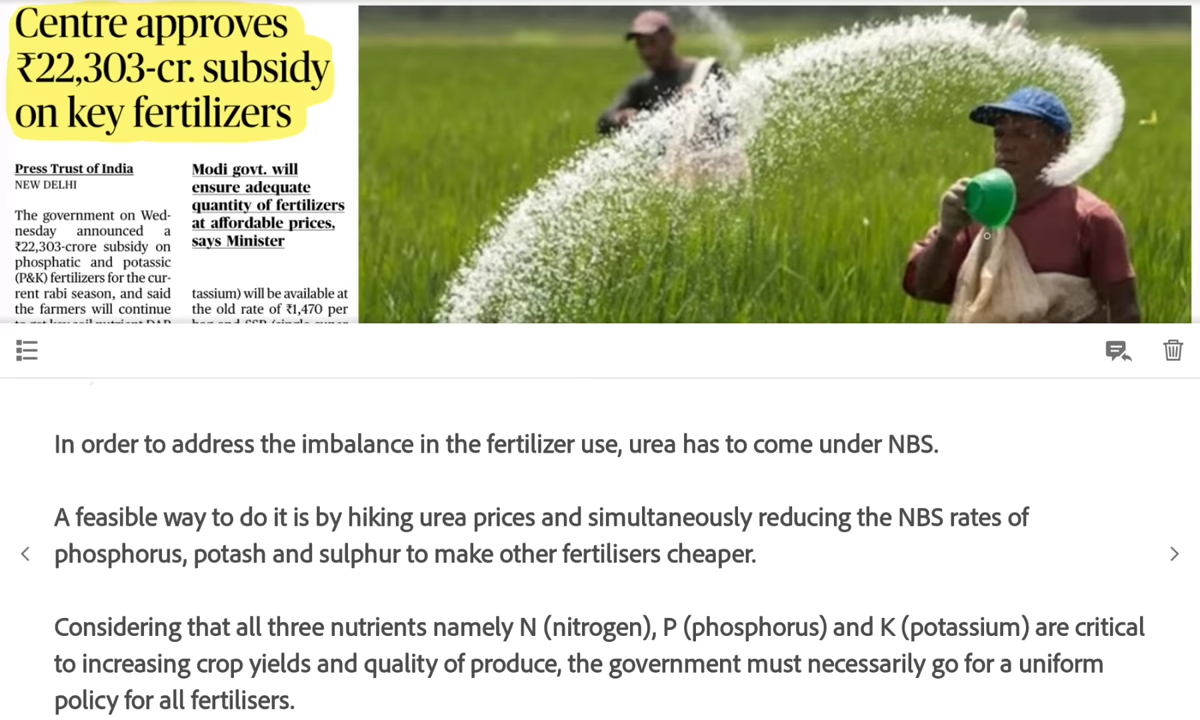 Centre approves
₹22,303-cr. subsidy
on key fertilizers
Press Trust of India
NEW DELHI
The government on Wed-
nesday announced a
₹22,303-crore subsidy on
phosphatic and potassic
(P&K) fertilizers for the cur-
rent rabi season, and said
the farmers will continue
Modi govt. will
ensure adequate
quantity of fertilizers
at affordable prices,
says Minister
tassium) will be available at
the old rate of ₹1,470 per
In order to address the imbalance in the fertilizer use, urea has to come under NBS.
A feasible way to do it is by hiking urea prices and simultaneously reducing the NBS rates of
phosphorus, potash and sulphur to make other fertilisers cheaper.
Considering that all three nutrients namely N (nitrogen), P (phosphorus) and K (potassium) are critical
to increasing crop yields and quality of produce, the government must necessarily go for a uniform
policy for all fertilisers.